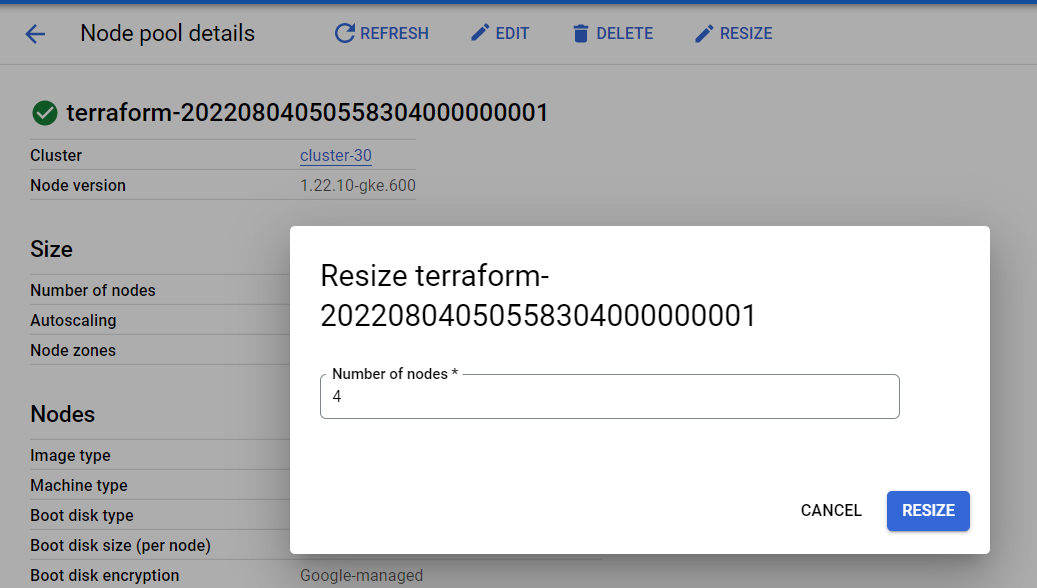 Node pool details
REFRESH
EDIT
DELETE
RESIZE
terraform-20220804050558304000000001
Cluster cluster-30
Node version 1.22.10-gke.600
Size
Number of nodes
Autoscaling
Node zones
Nodes
Image type
Machine type
Boot disk type
Boot disk size (per node)
Boot disk encryption Google-managed
Resize terraform-
20220804050558304000000001
Number of nodes *
4
CANCEL
RESIZE